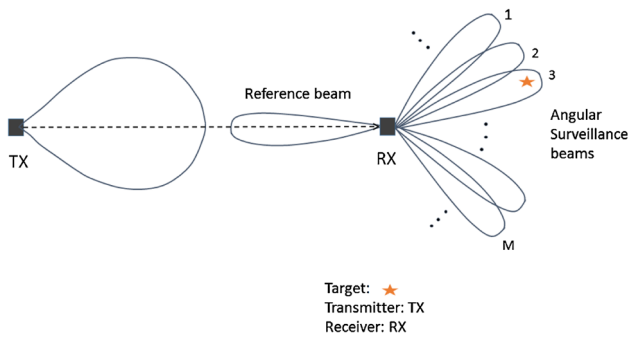 1
2
3
Reference beam
Angular
Surveillance
beams
TX
RX
M
Target:
Transmitter: TX
Receiver: RX